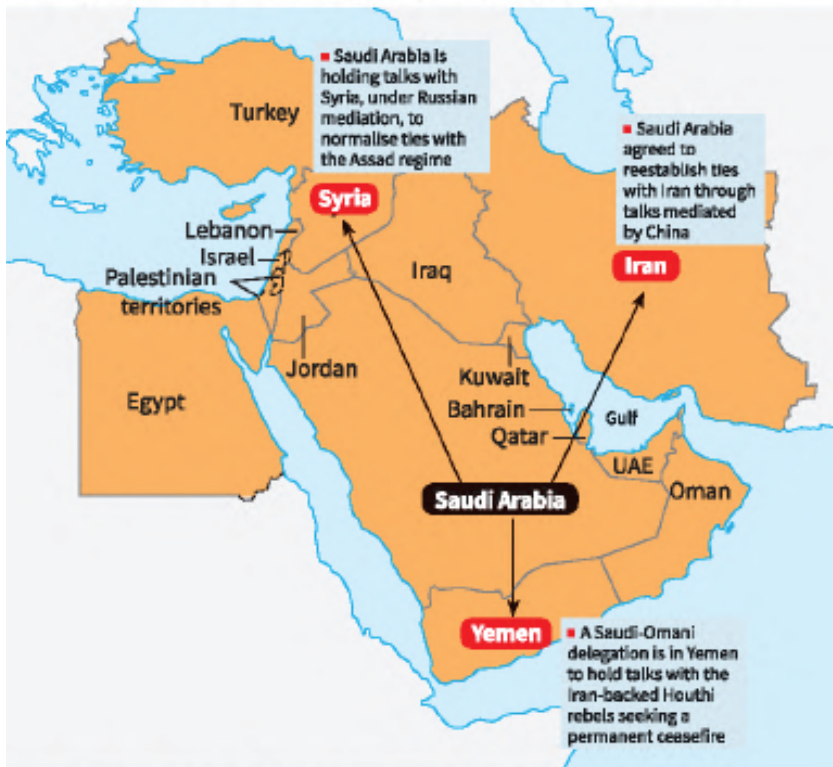 ■ Saudi Arabia is
holding talks with
Syria, under Russian
mediation, to
normalise ties with
the Assad regime
Turkey
■ Saudi Arabia
agreed to
reestablish ties
with Iran through
talks mediated
by China
Syria
Lebanon
Israel
Palestinian
territories
Iraq
Iran
Jordan
Kuwait
Egypt
Bahrain
Gulf
Qatar
UAE
Saudi Arabia
Oman
Yemen
■ A Saudi-Omani
delegation is in Yemen
to hold talks with the
Iran-backed Houthi
rebels seeking a
permanent ceasefire